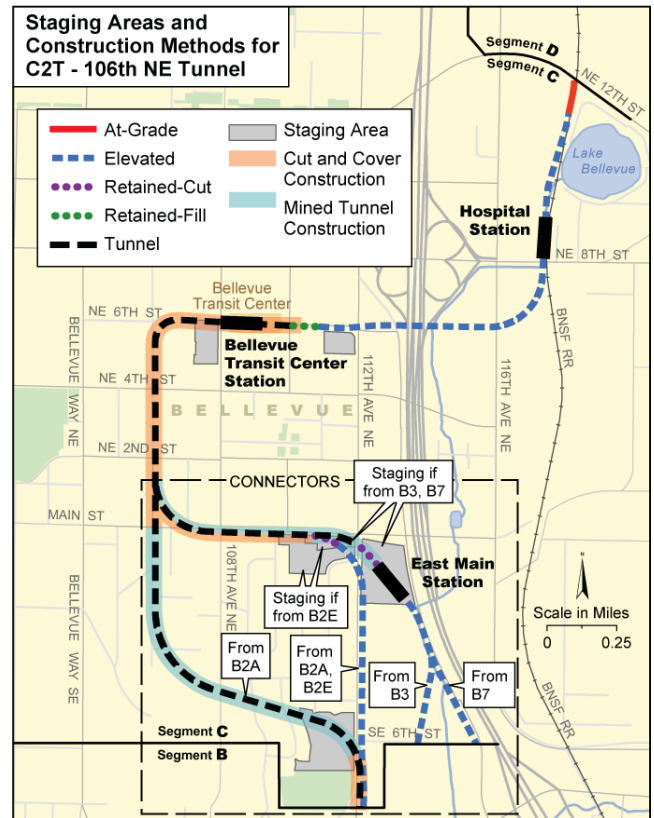 Staging Areas and
Construction Methods for
C2T - 106th NE Tunnel
Segment D
Segment C
NE 12TH ST
At-Grade
Elevated
Retained-Cut
Retained-Fill
Tunnel
Staging Area
Cut and Cover
Construction
Mined Tunnel
Construction
Lake
Bellevue
Hospital
Station
NE 8TH ST
Bellevue
Transit Center
NE 6TH ST
Bellevue
Transit Center
Station
BELLEVUE WAY NE
112TH AVE NE
116TH AVE NE
BNSF RR
NE 4TH ST
BELLEVUE
NE 2ND ST
CONNECTORS
Staging if
from B3, B7
MAIN ST
108TH AVE NE
East Main
Station
Staging if
from B2E
N
Scale in Miles
0 0.25
BELLEVUE WAY SE
From
B2A
From
B2A,
B2E
From
B3
From
B7
BNSF RR
Segment C
Segment B
SE 6TH ST